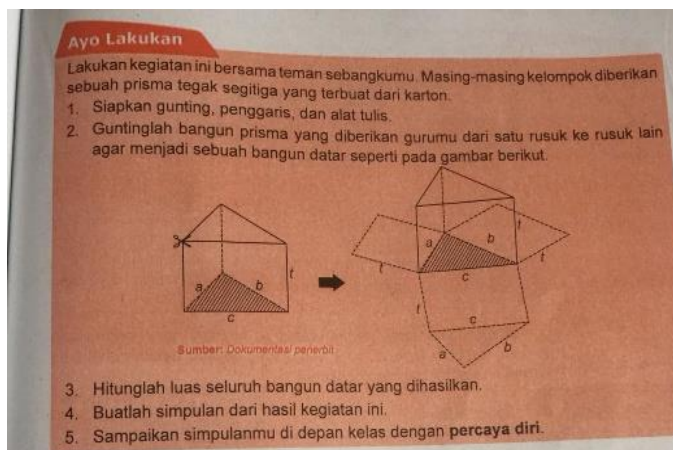 Ayo Lakukan
Lakukan kegiatan ini bersama teman sebangkumu. Masing-masing kelompok diberikan
sebuah prisma tegak segitiga yang terbuat dari karton.
1. Siapkan gunting, penggaris, dan alat tulis.
2. Guntinglah bangun prisma yang diberikan gurumu dari satu rusuk ke rusuk lain
agar menjadi sebuah bangun datar seperti pada gambar berikut.
a b t
c
a b t
t c t
t c
a b
Sumber: Dokumentasi penerbit
3. Hitunglah luas seluruh bangun datar yang dihasilkan.
4. Buatlah simpulan dari hasil kegiatan ini.
5. Sampaikan simpulanmu di depan kelas dengan percaya diri.